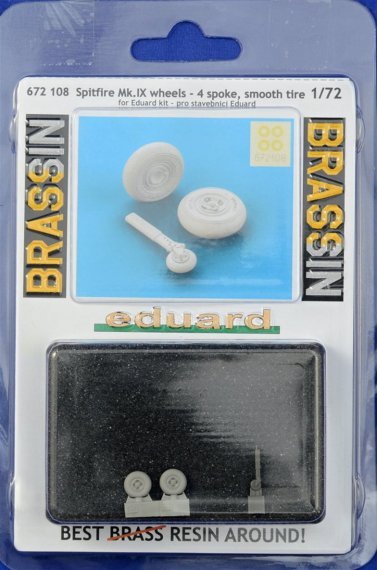 672 108 Spitfire Mk.IX wheels - 4 spoke, smooth tire 1/72
for Eduard kit - pro stavebnici Eduard
BRASSIN
672108
BRASSIN
eduard
BEST BRASS RESIN AROUND!